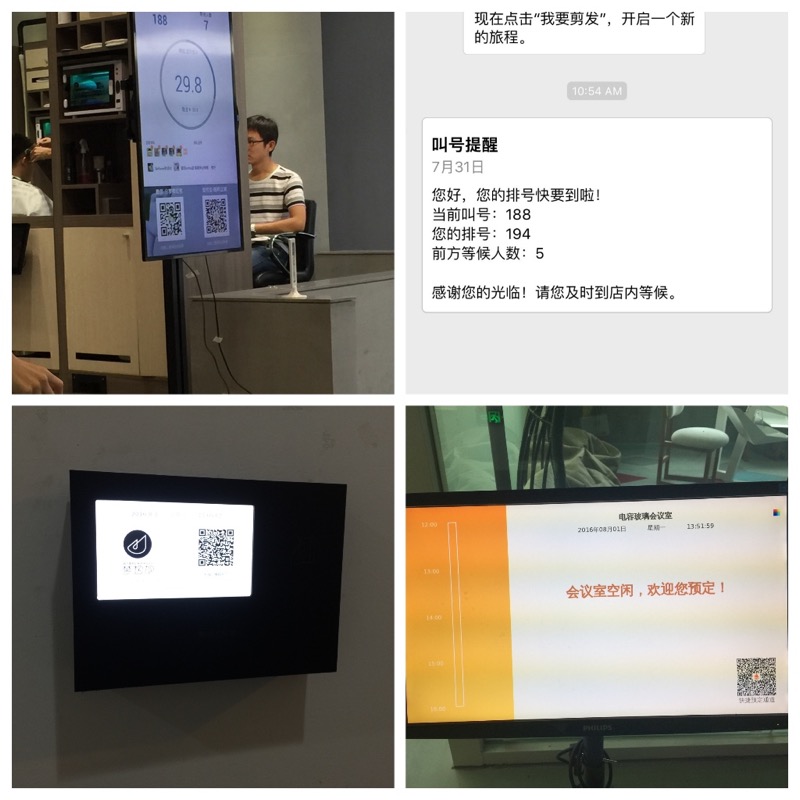 188
7
29.8
现在点击“我要剪发”，开启一个新
的旅程。
10:54 AM
叫号提醒
7月31日
您好，您的排号快要到啦！
当前叫号：188
您的排号：194
前方等候人数：5
感谢您的光临！请您及时到店内等候。
电容玻璃会议室
2016年08月01日 星期一 13:51:59
12:00
13:00
14:00
15:00
16:00
会议室空闲，欢迎您预定！
快速预定通道
PHILIPS